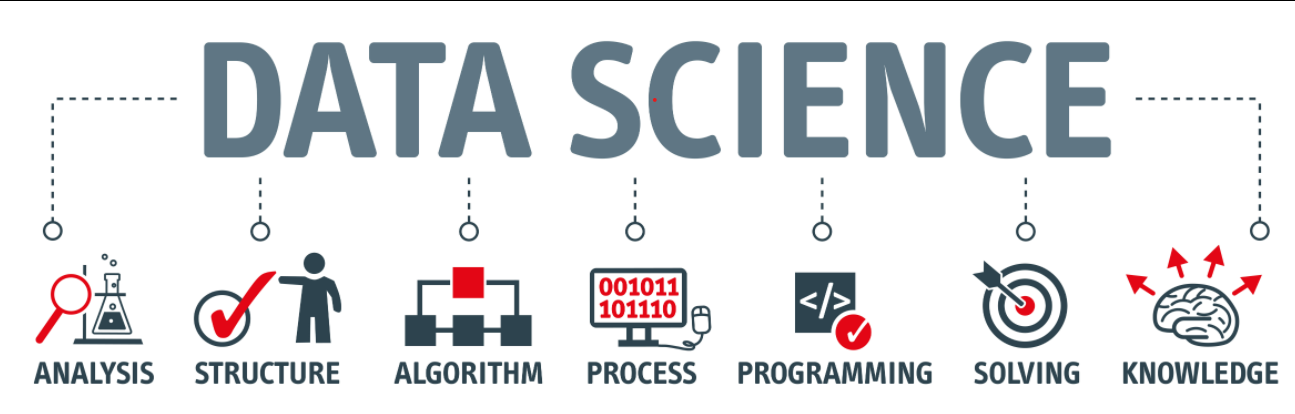 DATA SCIENCE
001011
101110
</>
ANALYSIS STRUCTURE ALGORITHM PROCESS PROGRAMMING SOLVING KNOWLEDGE